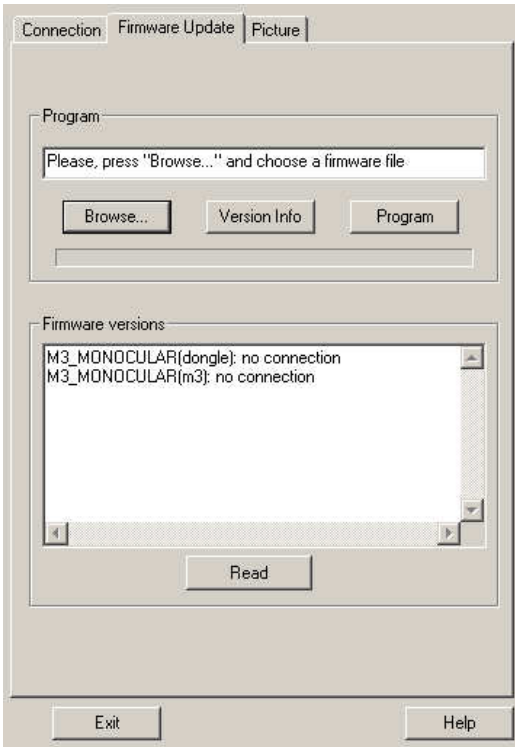 Connection Firmware Update Picture
Program
Please, press "Browse..." and choose a firmware file
Browse... Version Info Program
Firmware versions
M3_MONOCULAR(dongle): no connection
M3_MONOCULAR(m3): no connection
Read
Exit Help